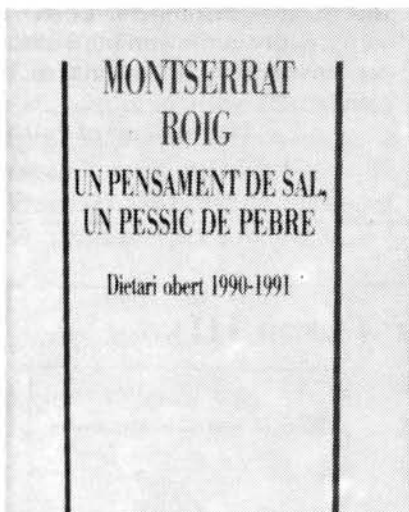 MONTSERRAT
ROIG
UN PENSAMENT DE SAL,
UN PESSIC DE PEBRE
Dietari obert 1990-1991